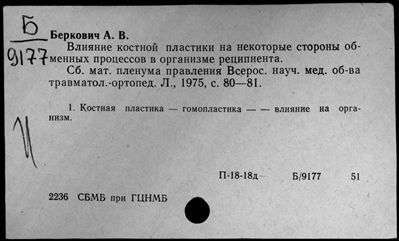 Б
9177
Беркович А. В.
Влияние костной пластики на некоторые стороны об-
менных процессов в организме реципиента.
Сб. мат. пленума правления Всерос. науч. мед. об-ва
травматол.-ортопед. Л., 1975, с. 80—81.
1. Костная пластика — гомопластика — — влияние на орга-
низм.
П-18-18д Б/9177 51
2236 СБМБ при ГЦНМБ